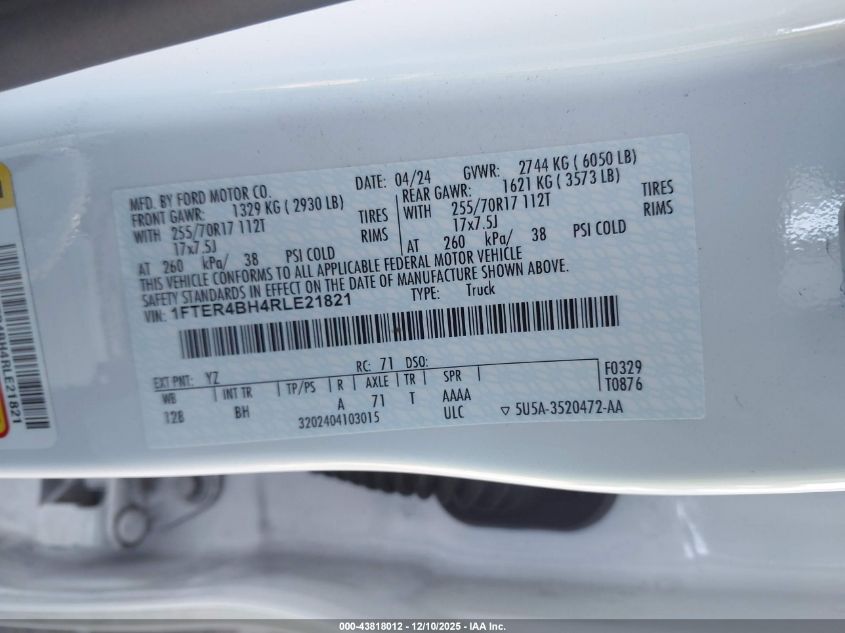 MFD. BY FORD MOTOR CO.
DATE: 04/24
GVWR: 2744 KG ( 6050 LB)
FRONT GAWR: 1329 KG ( 2930 LB)
REAR GAWR: 1621 KG ( 3573 LB)
WITH 255/70R17 112T TIRES
WITH 255/70R17 112T TIRES
17x7.5J RIMS
17x7.5J RIMS
AT 260 kPa/ 38 PSI COLD
AT 260 kPa/ 38 PSI COLD
THIS VEHICLE CONFORMS TO ALL APPLICABLE FEDERAL MOTOR VEHICLE
SAFETY STANDARDS IN EFFECT ON THE DATE OF MANUFACTURE SHOWN ABOVE.
VIN: 1FTER4BH4RLE21821
TYPE: Truck
EXT PNT: YZ RC: 71 DSO:
F0329
WB INT TR TP/PS R AXLE TR SPR
T0876
128 BH A 71 T AAAA
3202404103015 ULC ▽ 5U5A-3520472-AA
4BH4RLE21821
000-43818012 - 12/10/2025 - IAA Inc.